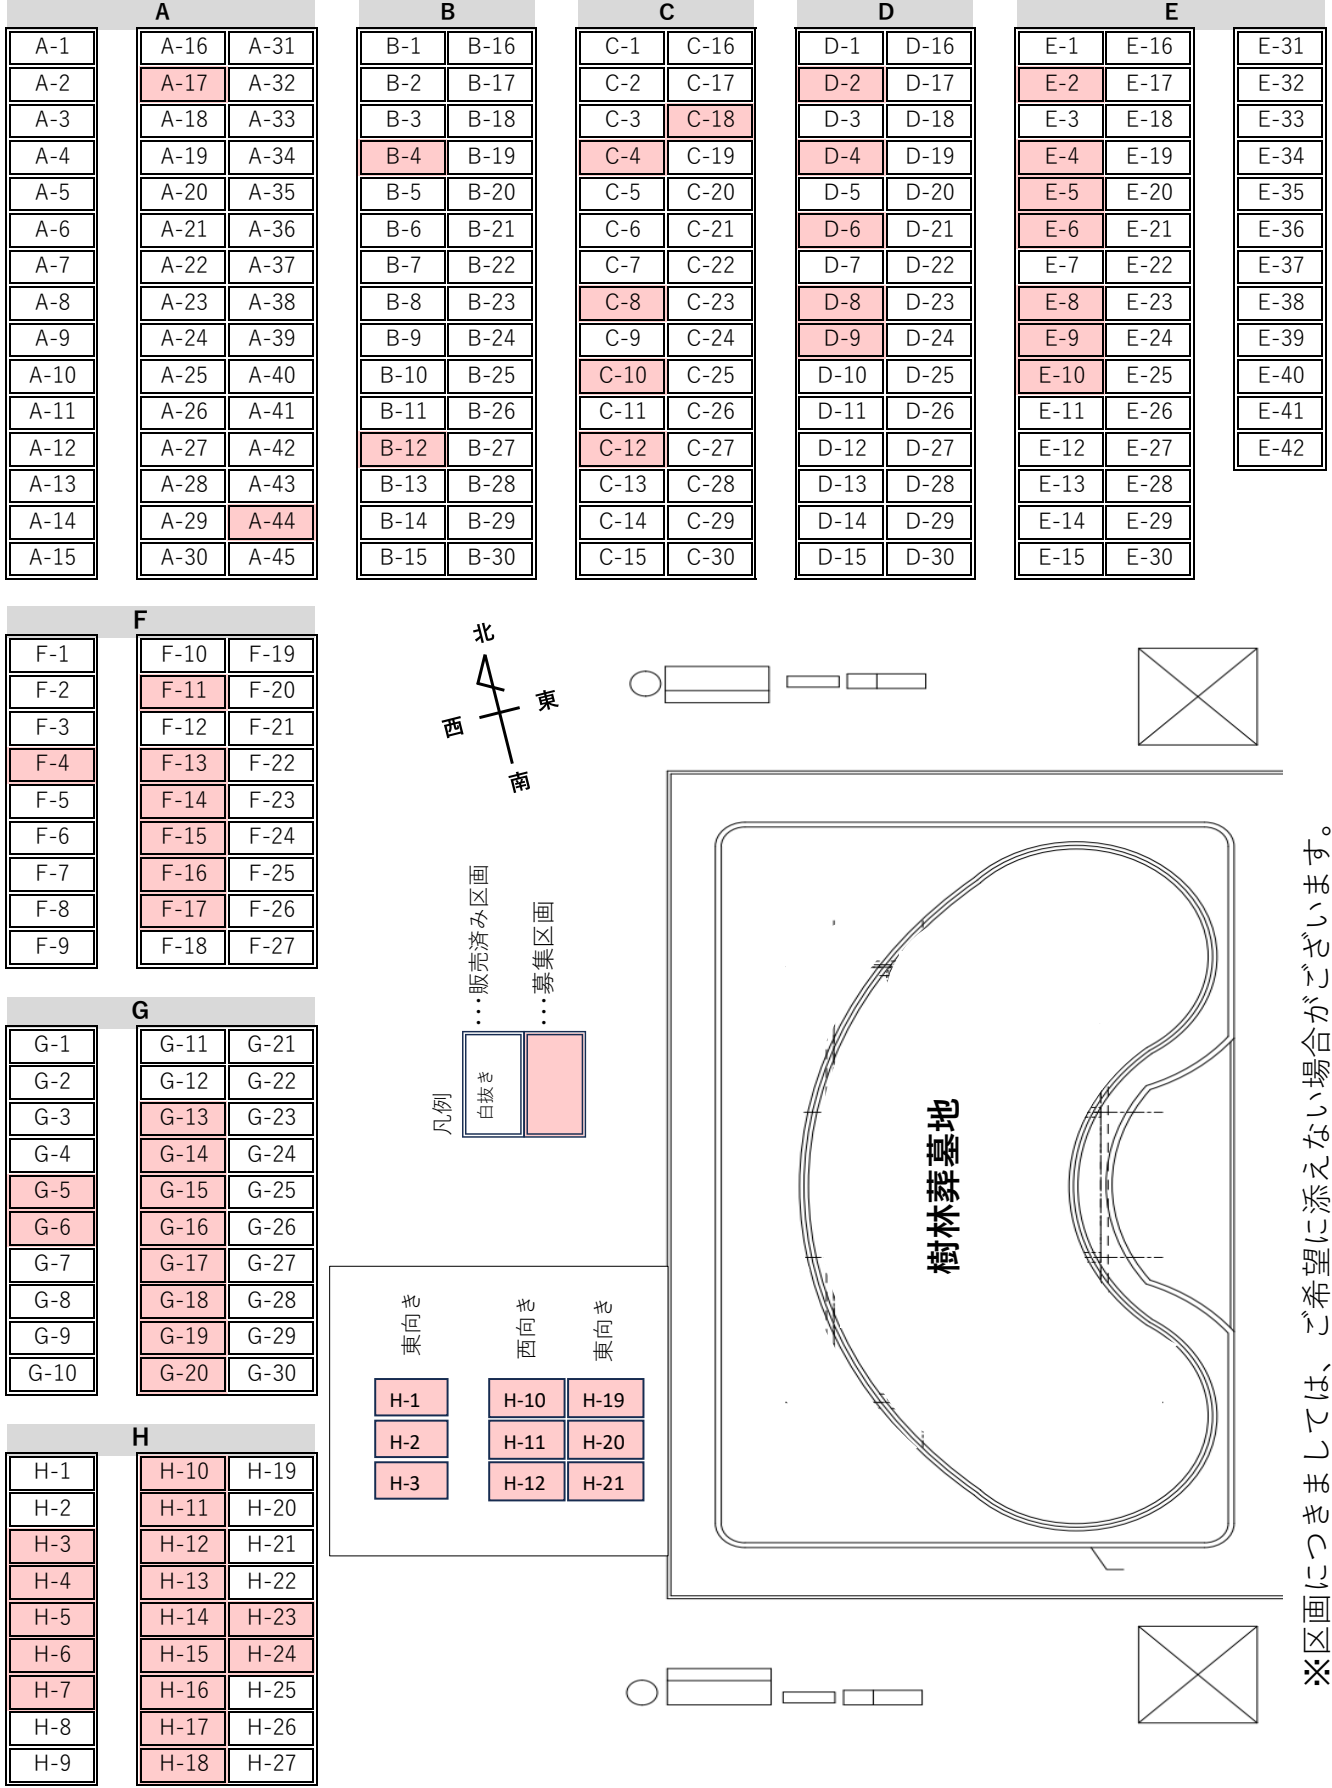 A B C D E
A-1 A-16 A-31 B-1 B-16 C-1 C-16 D-1 D-16 E-1 E-16 E-31
A-2 A-17 A-32 B-2 B-17 C-2 C-17 D-2 D-17 E-2 E-17 E-32
A-3 A-18 A-33 B-3 B-18 C-3 C-18 D-3 D-18 E-3 E-18 E-33
A-4 A-19 A-34 B-4 B-19 C-4 C-19 D-4 D-19 E-4 E-19 E-34
A-5 A-20 A-35 B-5 B-20 C-5 C-20 D-5 D-20 E-5 E-20 E-35
A-6 A-21 A-36 B-6 B-21 C-6 C-21 D-6 D-21 E-6 E-21 E-36
A-7 A-22 A-37 B-7 B-22 C-7 C-22 D-7 D-22 E-7 E-22 E-37
A-8 A-23 A-38 B-8 B-23 C-8 C-23 D-8 D-23 E-8 E-23 E-38
A-9 A-24 A-39 B-9 B-24 C-9 C-24 D-9 D-24 E-9 E-24 E-39
A-10 A-25 A-40 B-10 B-25 C-10 C-25 D-10 D-25 E-10 E-25 E-40
A-11 A-26 A-41 B-11 B-26 C-11 C-26 D-11 D-26 E-11 E-26 E-41
A-12 A-27 A-42 B-12 B-27 C-12 C-27 D-12 D-27 E-12 E-27 E-42
A-13 A-28 A-43 B-13 B-28 C-13 C-28 D-13 D-28 E-13 E-28
A-14 A-29 A-44 B-14 B-29 C-14 C-29 D-14 D-29 E-14 E-29
A-15 A-30 A-45 B-15 B-30 C-15 C-30 D-15 D-30 E-15 E-30
F
F-1 F-10 F-19
F-2 F-11 F-20
F-3 F-12 F-21
F-4 F-13 F-22
F-5 F-14 F-23
F-6 F-15 F-24
F-7 F-16 F-25
F-8 F-17 F-26
F-9 F-18 F-27
G
G-1 G-11 G-21
G-2 G-12 G-22
G-3 G-13 G-23
G-4 G-14 G-24
G-5 G-15 G-25
G-6 G-16 G-26
G-7 G-17 G-27
G-8 G-18 G-28
G-9 G-19 G-29
G-10 G-20 G-30
H
H-1 H-10 H-19
H-2 H-11 H-20
H-3 H-12 H-21
H-4 H-13 H-22
H-5 H-14 H-23
H-6 H-15 H-24
H-7 H-16 H-25
H-8 H-17 H-26
H-9 H-18 H-27
北
東
西
南
凡例
白抜き …販売済み区画
…募集区画
東向き 西向き 東向き
H-1 H-10 H-19
H-2 H-11 H-20
H-3 H-12 H-21
樹林葬墓地
※区画につきましては、ご希望に添えない場合がございます。